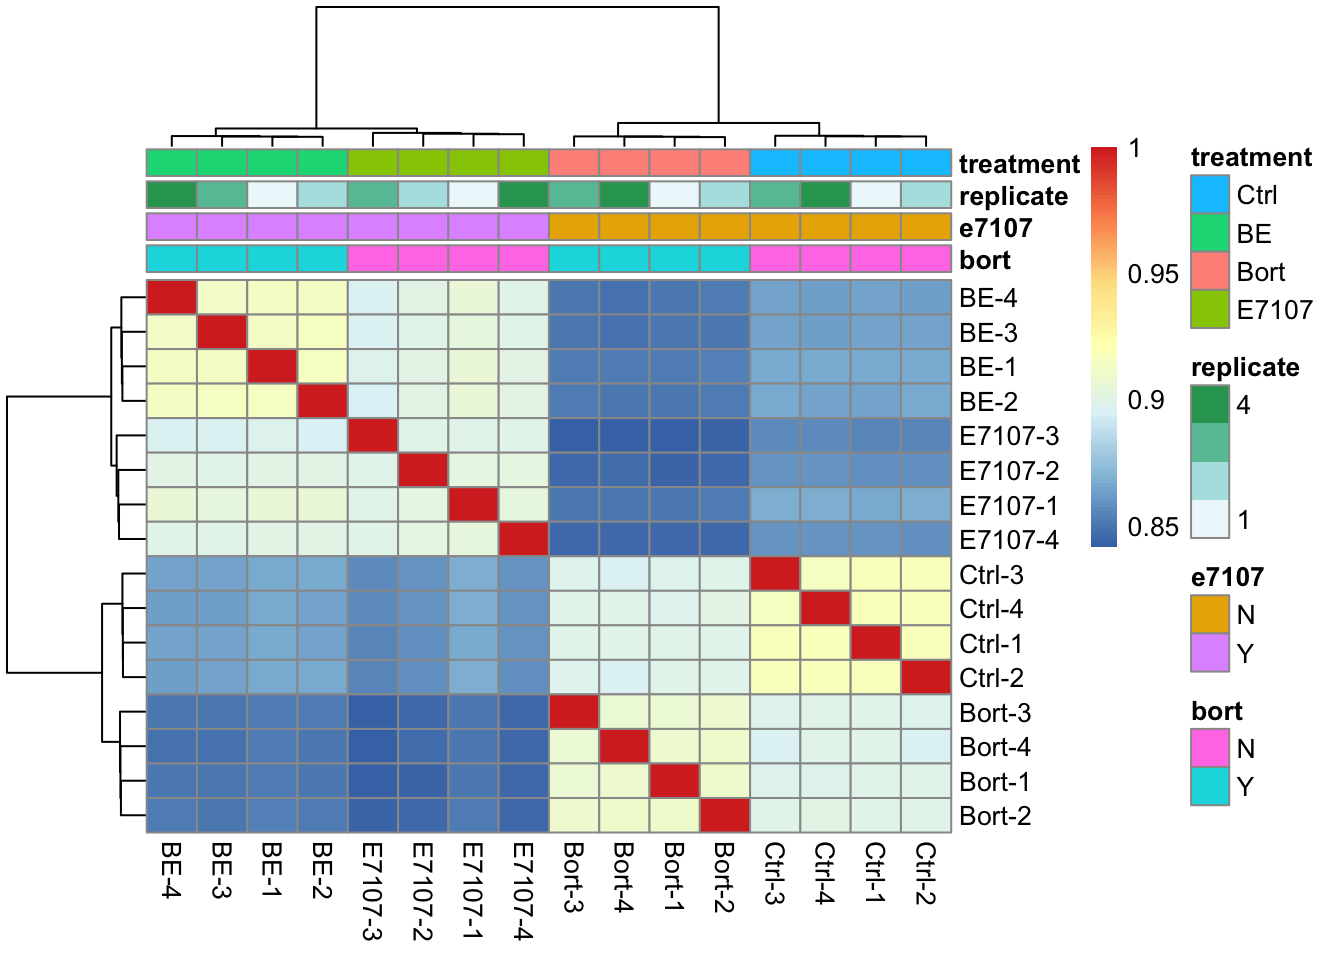 treatment
replicate
e7107
bort
BE-4
BE-3
BE-1
BE-2
E7107-3
E7107-2
E7107-1
E7107-4
Ctrl-3
Ctrl-4
Ctrl-1
Ctrl-2
Bort-3
Bort-4
Bort-1
Bort-2
BE-4
BE-3
BE-1
BE-2
E7107-3
E7107-2
E7107-1
E7107-4
Bort-3
Bort-4
Bort-1
Bort-2
Ctrl-3
Ctrl-4
Ctrl-1
Ctrl-2
1
0.95
0.9
0.85
treatment
Ctrl
BE
Bort
E7107
replicate
4
1
e7107
N
Y
bort
N
Y